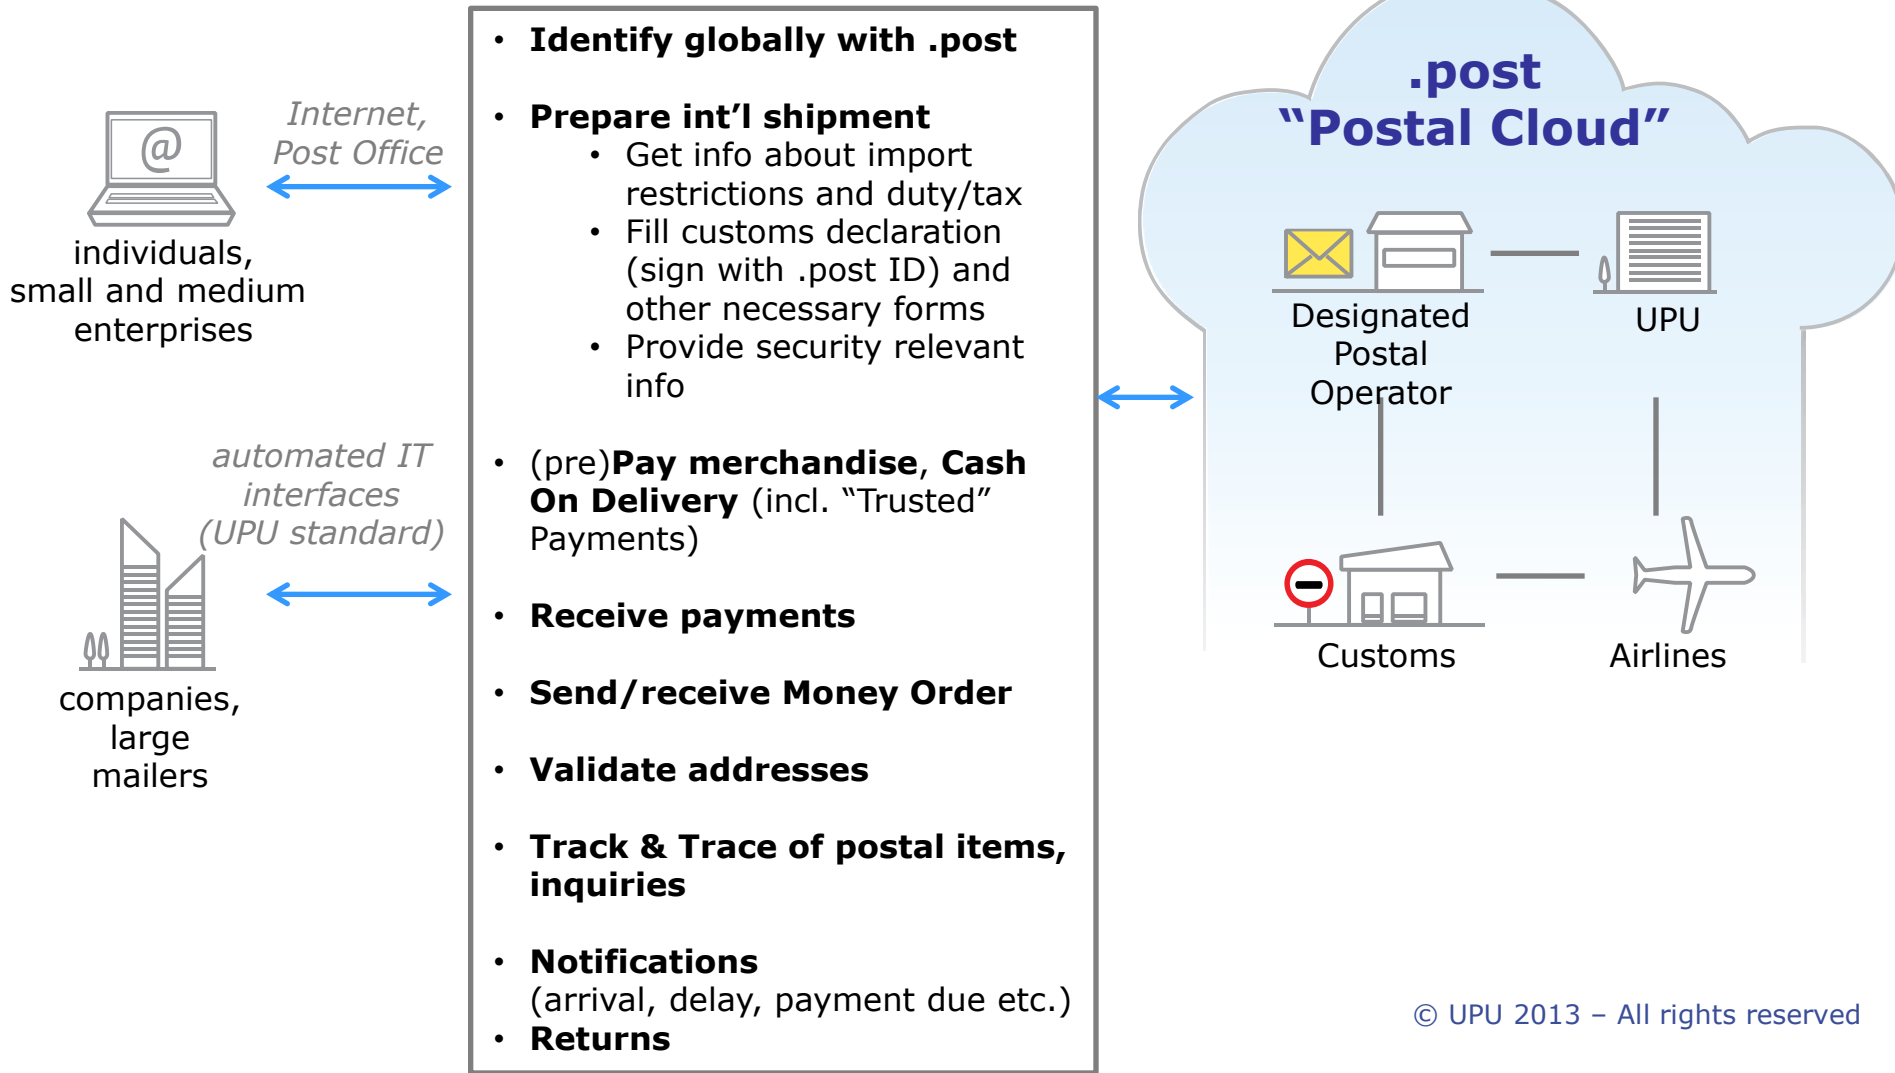 @
Internet,
Post Office
individuals,
small and medium
enterprises
automated IT
interfaces
(UPU standard)
companies,
large
mailers
• Identify globally with .post
• Prepare int’l shipment
• Get info about import
restrictions and duty/tax
• Fill customs declaration
(sign with .post ID) and
other necessary forms
• Provide security relevant
info
• (pre)Pay merchandise, Cash
On Delivery (incl. “Trusted”
Payments)
• Receive payments
• Send/receive Money Order
• Validate addresses
• Track & Trace of postal items,
inquiries
• Notifications
(arrival, delay, payment due etc.)
• Returns
.post
“Postal Cloud”
Designated
Postal
Operator
UPU
Customs
Airlines
© UPU 2013 – All rights reserved